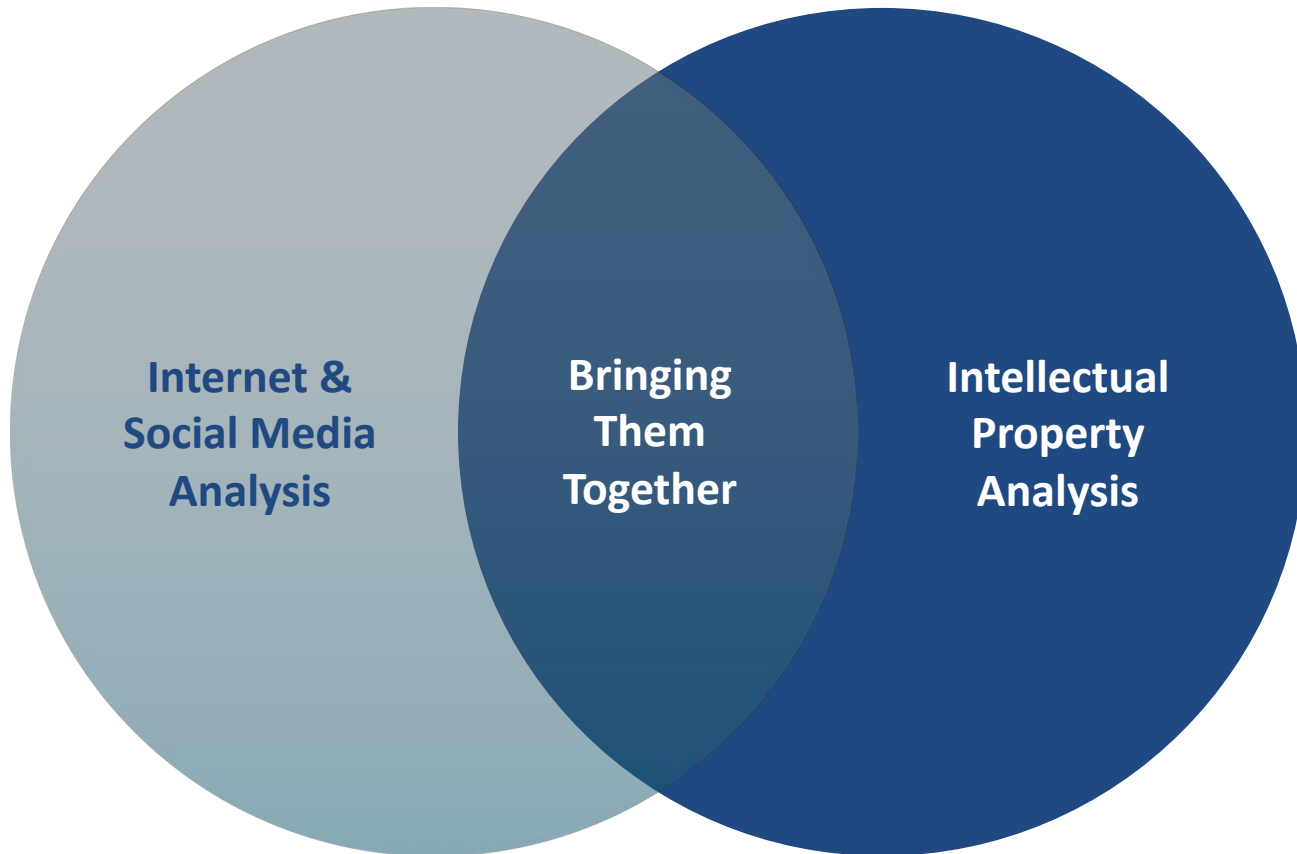 Internet &
Social Media
Analysis
Bringing
Them
Together
Intellectual
Property
Analysis